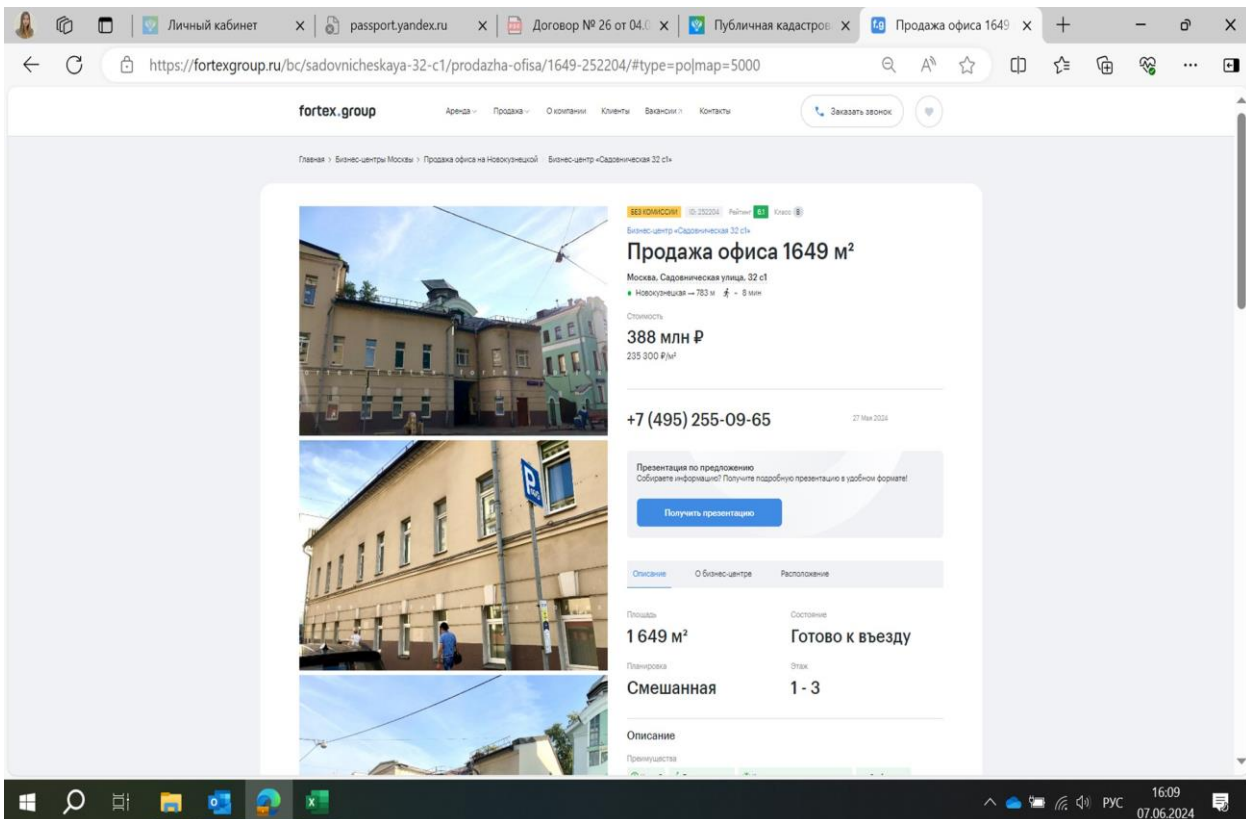 Личный кабинет
passport.yandex.ru
Договор № 26 от 04.0
Публичная кадастров
Продажа офиса 1649
https://fortexgroup.ru/bc/sadovnicheskaya-32-c1/prodazha-ofisa/1649-252204/#type=po|map=5000
fortex.group
Аренда
Продажа
О компании
Клиенты
Вакансии
Контакты
Заказать звонок
Главная > Бизнес-центры Москвы > Продажа офиса на Новокузнецкой Бизнес-центр «Садовническая 32 с1»
БЕЗ КОМИССИИ ID: 252204 Рейтинг 6.1 Класс B
Бизнес-центр «Садовническая 32 с1»
Продажа офиса 1649 м²
Москва, Садовническая улица, 32 с1
Новокузнецкая → 783 м ~ 8 мин
Стоимость
388 млн ₽
235 300 ₽/м²
+7 (495) 255-09-65
27 Мая 2024
Презентация по предложению
Собираете информацию? Получите подробную презентацию в удобном формате!
Получить презентацию
Описание
О бизнес-центре
Расположение
Площадь
Состояние
1 649 м²
Готово к въезду
Планировка
Этаж
Смешанная
1 - 3
Описание
Преимущества
P
РУС
16:09
07.06.2024